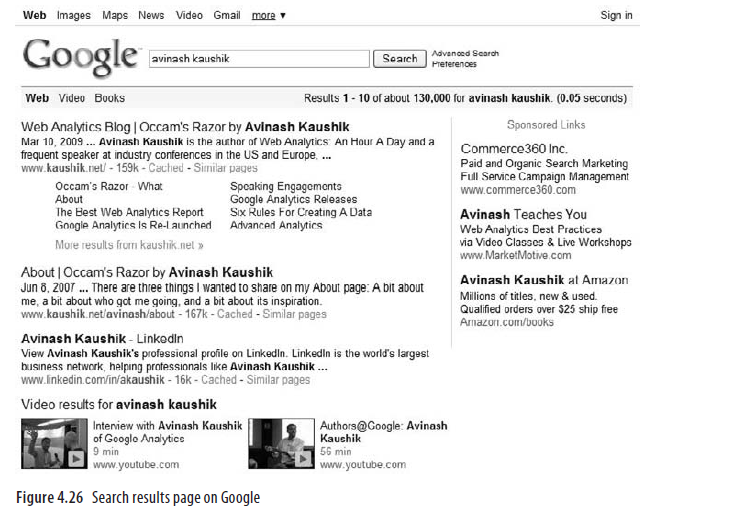 Web Images Maps News Video Gmail more ▼
Sign in
Google
avinash kaushik
Search
Advanced Search
Preferences
Web Video Books
Results 1 - 10 of about 130,000 for avinash kaushik. (0.05 seconds)
Web Analytics Blog | Occam's Razor by Avinash Kaushik
Mar 10, 2009 ... Avinash Kaushik is the author of Web Analytics: An Hour A Day and a
frequent speaker at industry conferences in the US and Europe, ...
www.kaushik.net/ - 159k - Cached - Similar pages
Occam's Razor - What
About
The Best Web Analytics Report
Google Analytics Is Re-Launched
Speaking Engagements
Google Analytics Releases
Six Rules For Creating A Data
Advanced Analytics
More results from kaushik.net »
About | Occam's Razor by Avinash Kaushik
Jun 6, 2007 ... There are three things I wanted to share on my About page: A bit about
me, a bit about who got me going, and a bit about its inspiration.
www.kaushik.net/avinash/about - 167k - Cached - Similar pages
Avinash Kaushik - LinkedIn
View Avinash Kaushik's professional profile on LinkedIn. LinkedIn is the world's largest
business network, helping professionals like Avinash Kaushik ...
www.linkedin.com/in/akaushik - 16k - Cached - Similar pages
Video results for avinash kaushik
Interview with Avinash Kaushik
of Google Analytics
9 min
www.youtube.com
Authors@Google: Avinash
Kaushik
56 min
www.youtube.com
Sponsored Links
Commerce360 Inc.
Paid and Organic Search Marketing
Full Service Campaign Management
www.commerce360.com
Avinash Teaches You
Web Analytics Best Practices
via Video Classes & Live Workshops
www.MarketMotive.com
Avinash Kaushik at Amazon
Millions of titles, new & used.
Qualified orders over $25 ship free
Amazon.com/books
Figure 4.26 Search results page on Google